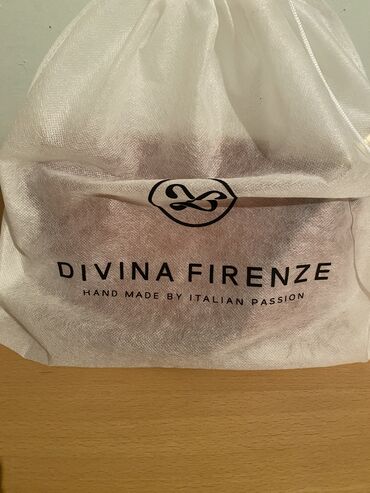 DIVINA FIRENZE
HAND MADE BY ITALIAN PASSION